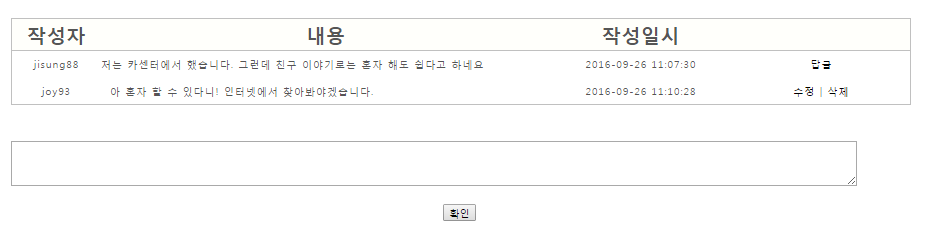 작성자 내용 작성일시
jisung88 저는 카센터에서 했습니다. 그런데 친구 이야기로는 혼자 해도 쉽다고 하네요 2016-09-26 11:07:30 답글
joy93 아 혼자 할 수 있다니! 인터넷에서 찾아봐야겠습니다. 2016-09-26 11:10:28 수정 | 삭제
확인